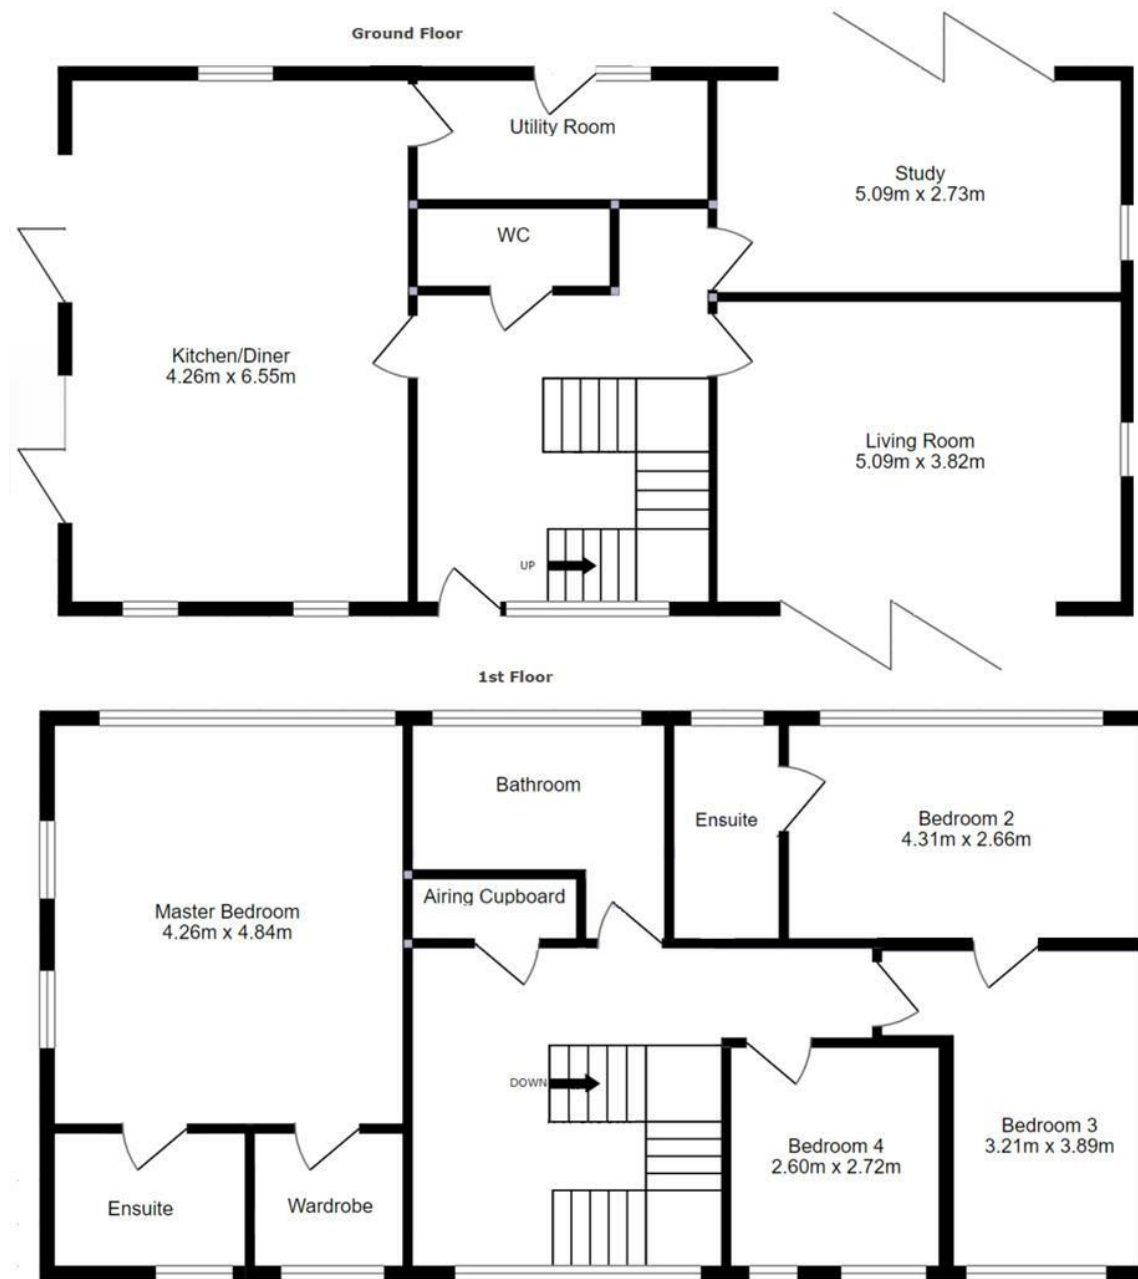 Ground Floor
Utility Room
Study
5.09m x 2.73m
WC
Kitchen/Diner
4.26m x 6.55m
Living Room
5.09m x 3.82m
UP
1st Floor
Bathroom
Ensuite
Bedroom 2
4.31m x 2.66m
Airing Cupboard
Master Bedroom
4.26m x 4.84m
DOWN
Bedroom 3
3.21m x 3.89m
Bedroom 4
2.60m x 2.72m
Ensuite
Wardrobe